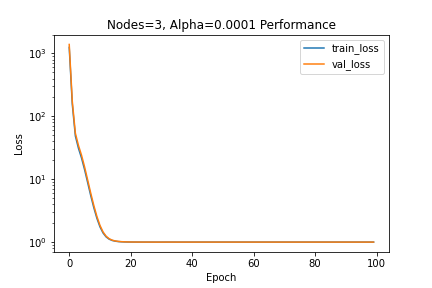 Nodes=3, Alpha=0.0001 Performance
train_loss
val_loss
10³
10²
10¹
10⁰
Loss
0 20 40 60 80 100
Epoch